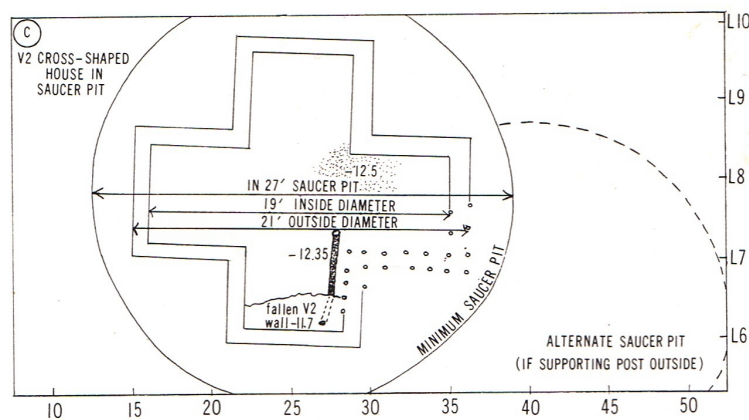 C
V2 CROSS-SHAPED
HOUSE IN
SAUCER PIT
-12.5
IN 27' SAUCER PIT
19' INSIDE DIAMETER
21' OUTSIDE DIAMETER
-12.35
fallen V2
wall-11.7
MINIMUM SAUCER PIT
ALTERNATE SAUCER PIT
(IF SUPPORTING POST OUTSIDE)
L10
L9
L8
L7
L6
10 15 20 25 30 35 40 45 50